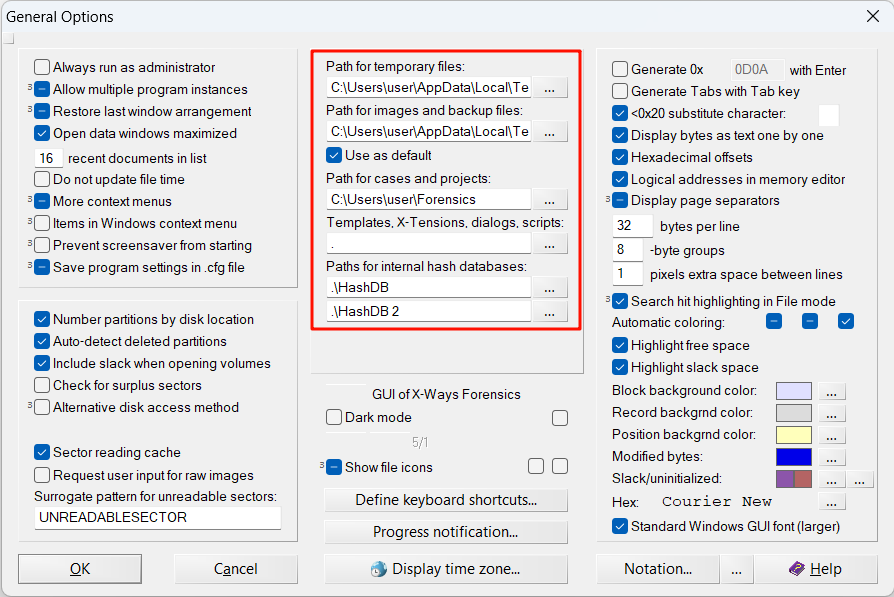 General Options
Always run as administrator
3 Allow multiple program instances
3 Restore last window arrangement
Open data windows maximized
16 recent documents in list
Do not update file time
3 More context menus
3 Items in Windows context menu
3 Prevent screensaver from starting
3 Save program settings in .cfg file
Number partitions by disk location
Auto-detect deleted partitions
Include slack when opening volumes
Check for surplus sectors
3 Alternative disk access method
Sector reading cache
Request user input for raw images
Surrogate pattern for unreadable sectors:
UNREADABLESECTOR
Path for temporary files:
C:\Users\user\AppData\Local\Te ...
Path for images and backup files:
C:\Users\user\AppData\Local\Te ...
Use as default
Path for cases and projects:
C:\Users\user\Forensics ...
Templates, X-Tensions, dialogs, scripts:
. ...
Paths for internal hash databases:
.\HashDB ...
.\HashDB 2 ...
GUI of X-Ways Forensics
Dark mode
5/1
3 Show file icons
Define keyboard shortcuts...
Progress notification...
Display time zone...
Generate 0x 0D0A with Enter
Generate Tabs with Tab key
<0x20 substitute character:
Display bytes as text one by one
Hexadecimal offsets
Logical addresses in memory editor
3 Display page separators
32 bytes per line
8 -byte groups
1 pixels extra space between lines
3 Search hit highlighting in File mode
Automatic coloring:
Highlight free space
Highlight slack space
Block background color: ...
Record backgrnd color: ...
Position backgrnd color: ...
Modified bytes: ...
Slack/uninitialized: ... ...
Hex: Courier New ...
Standard Windows GUI font (larger)
OK
Cancel
Notation...
...
Help